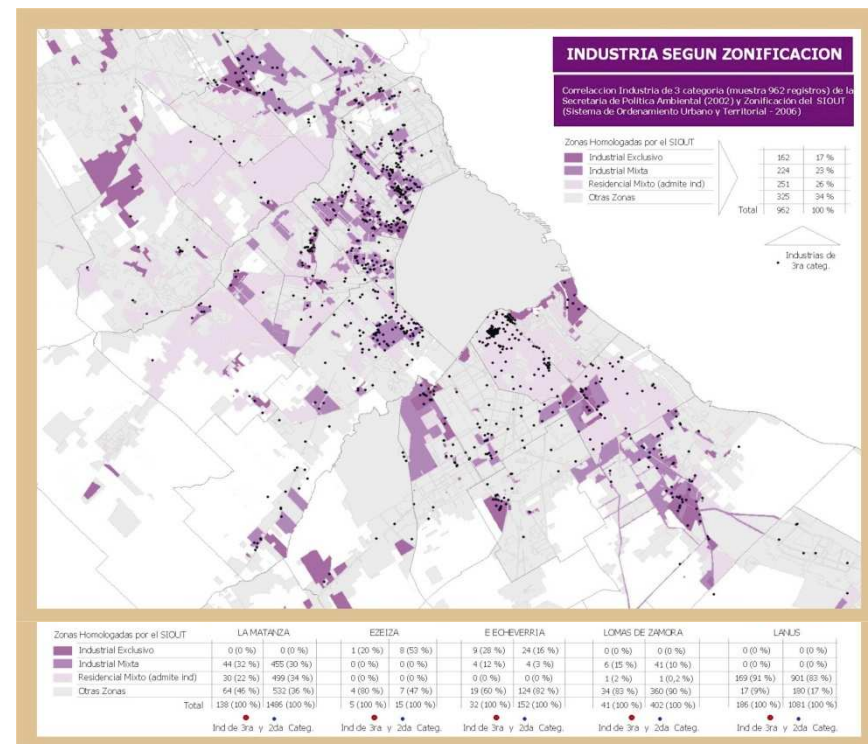 INDUSTRIA SEGUN ZONIFICACION
Correlaccion Industria de 3 categoria (muestra 962 registros) de la
Secretaria de Política Ambiental (2002) y Zonificación del SIOUT
(Sistema de Ordenamiento Urbano y Territorial - 2006)
Zonas Homologadas por el SIOUT
Industrial Exclusivo 162 17 %
Industrial Mixta 224 23 %
Residencial Mixto (admite ind) 251 26 %
Otras Zonas 325 34 %
Total 962 100 %
Industrias de
3ra categ.
Zonas Homologadas por el SIOUT LA MATANZA EZEIZA E ECHEVERRIA LOMAS DE ZAMORA LANUS
Industrial Exclusivo 0 (0 %) 0 (0 %) 1 (20 %) 8 (53 %) 9 (28 %) 24 (16 %) 0 (0 %) 0 (0 %) 0 (0 %) 0 (0 %)
Industrial Mixta 44 (32 %) 455 (30 %) 0 (0 %) 0 (0 %) 4 (12 %) 4 (3 %) 6 (15 %) 41 (10 %) 0 (0 %) 0 (0 %)
Residencial Mixto (admite ind) 30 (22 %) 499 (34 %) 0 (0 %) 0 (0 %) 0 (0 %) 0 (0 %) 1 (2 %) 1 (0,2 %) 169 (91 %) 901 (83 %)
Otras Zonas 64 (46 %) 532 (36 %) 4 (80 %) 7 (47 %) 19 (60 %) 124 (82 %) 34 (83 %) 360 (90 %) 17 (9%) 180 (17 %)
Total 138 (100 %) 1486 (100 %) 5 (100 %) 15 (100 %) 32 (100 %) 152 (100 %) 41 (100 %) 402 (100 %) 186 (100 %) 1081 (100 %)
Ind de 3ra y 2da Categ. Ind de 3ra y 2da Categ. Ind de 3ra y 2da Categ. Ind de 3ra y 2da Categ. Ind de 3ra y 2da Categ.